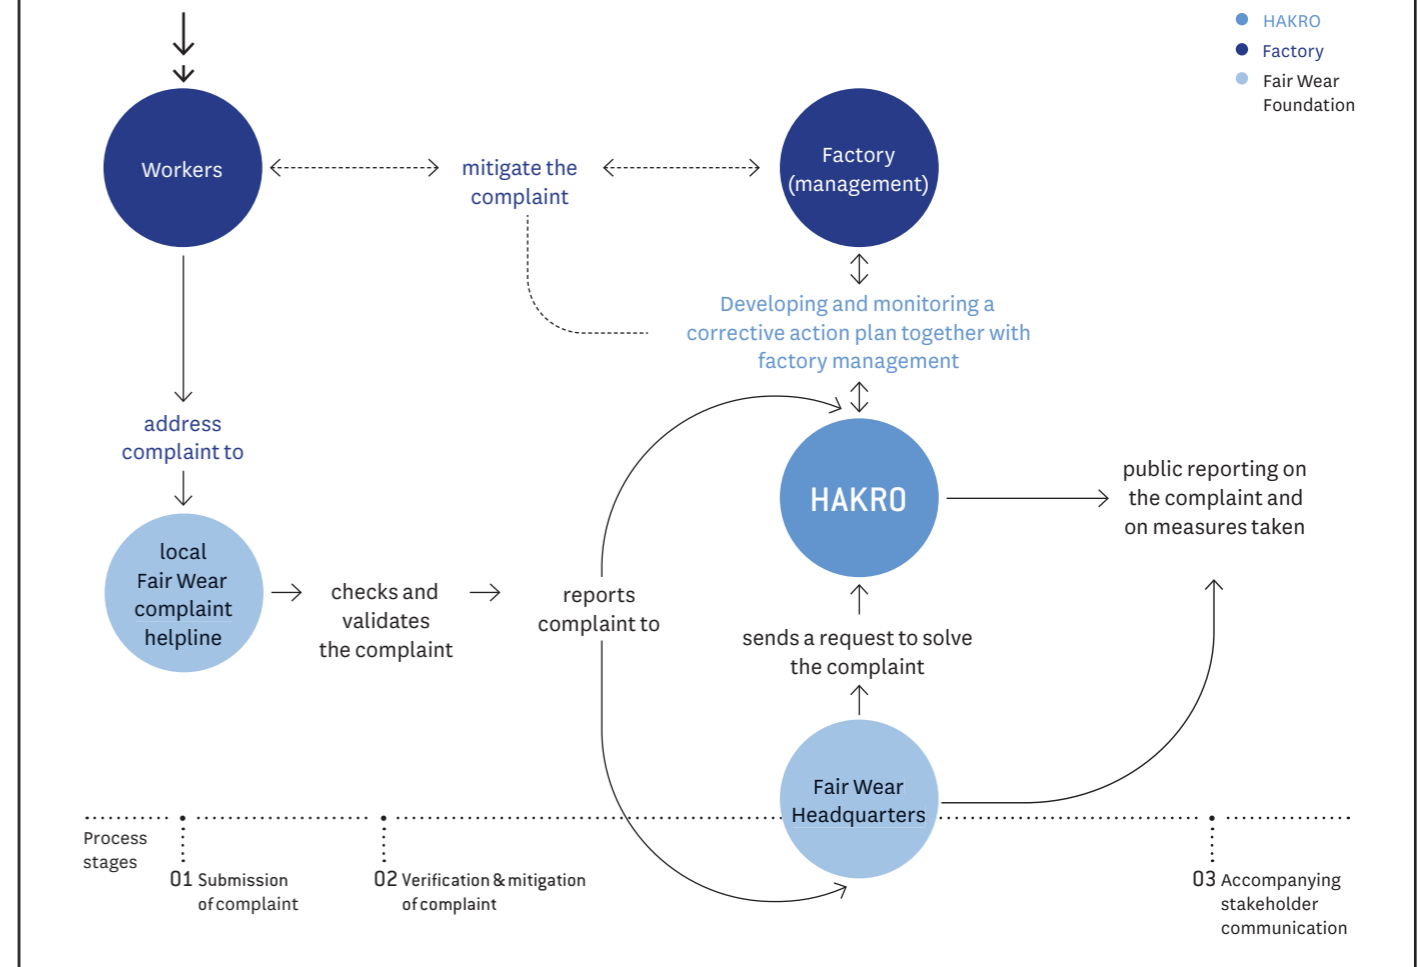 HAKRO
Factory
Fair Wear
Foundation
Workers
mitigate the
complaint
Factory
(management)
Developing and monitoring a
corrective action plan together with
factory management
address
complaint to
HAKRO
public reporting on
the complaint and
on measures taken
local
Fair Wear
complaint
helpline
checks and
validates
the complaint
reports
complaint to
sends a request to solve
the complaint
Fair Wear
Headquarters
Process
stages
01 Submission
of complaint
02 Verification & mitigation
of complaint
03 Accompanying
stakeholder
communication